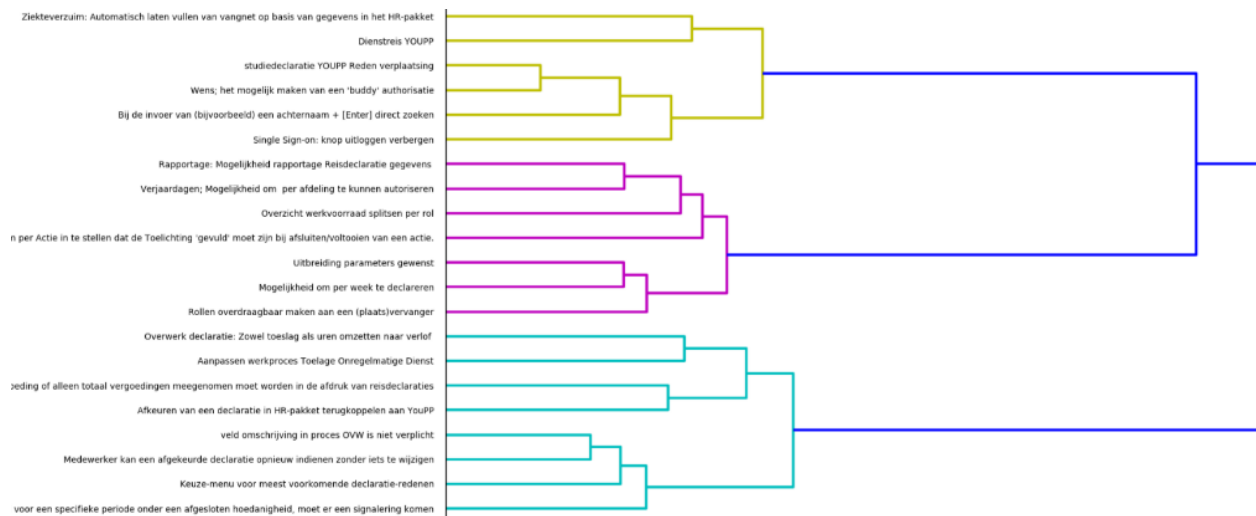 Ziekteverzuim: Automatisch laten vullen van vangnet op basis van gegevens in het HR-pakket
Dienstreis YOUPP
studiedeclaratie YOUPP Reden verplaatsing
Wens; het mogelijk maken van een 'buddy' authorisatie
Bij de invoer van (bijvoorbeeld) een achternaam + [Enter] direct zoeken
Single Sign-on: knop uitloggen verbergen
Rapportage: Mogelijkheid rapportage Reisdeclaratie gegevens
Verjaardagen; Mogelijkheid om per afdeling te kunnen autoriseren
Overzicht werkvoorraad splitsen per rol
n per Actie in te stellen dat de Toelichting 'gevuld' moet zijn bij afsluiten/voltooien van een actie.
Uitbreiding parameters gewenst
Mogelijkheid om per week te declareren
Rollen overdraagbaar maken aan een (plaats)vervanger
Overwerk declaratie: Zowel toeslag als uren omzetten naar verlof
Aanpassen werkproces Toelage Onregelmatige Dienst
oeding of alleen totaal vergoedingen meegenomen moet worden in de afdruk van reisdeclaraties
Afkeuren van een declaratie in HR-pakket terugkoppelen aan YouPP
veld omschrijving in proces OVW is niet verplicht
Medewerker kan een afgekeurde declaratie opnieuw indienen zonder iets te wijzigen
Keuze-menu voor meest voorkomende declaratie-redenen
voor een specifieke periode onder een afgesloten hoedanigheid, moet er een signalering komen